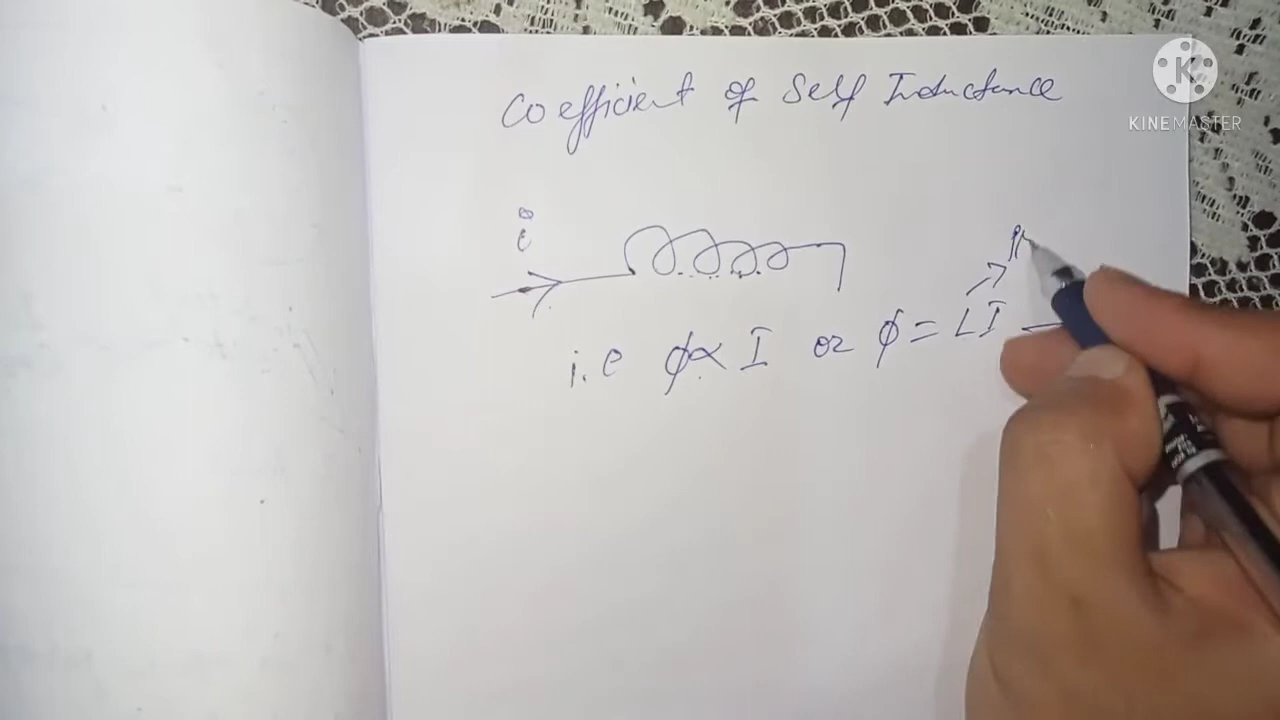 Coefficient of Self Inductance
KINEMASTER
i
i.e ϕ∝ I or ϕ = LI